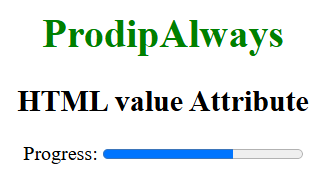 ProdipAlways
HTML value Attribute
Progress: